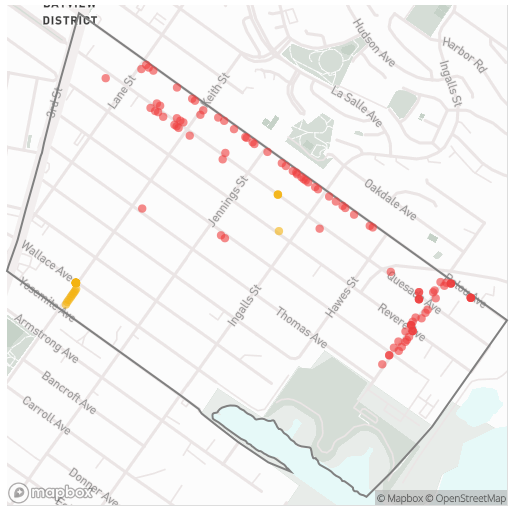 BAYVIEW
DISTRICT
Hudson Ave
Harbor Rd
Ingalls St
Lane St
Keith St
La Salle Ave
3rd St
Oakdale Ave
Jennings St
Wallace Ave
Yosemite Ave
Ingalls St
Hawes St
Quesada Ave
Revere Ave
Thomas Ave
Armstrong Ave
Bancroft Ave
Carroll Ave
Donner Ave
mapbox
© Mapbox © OpenStreetMap